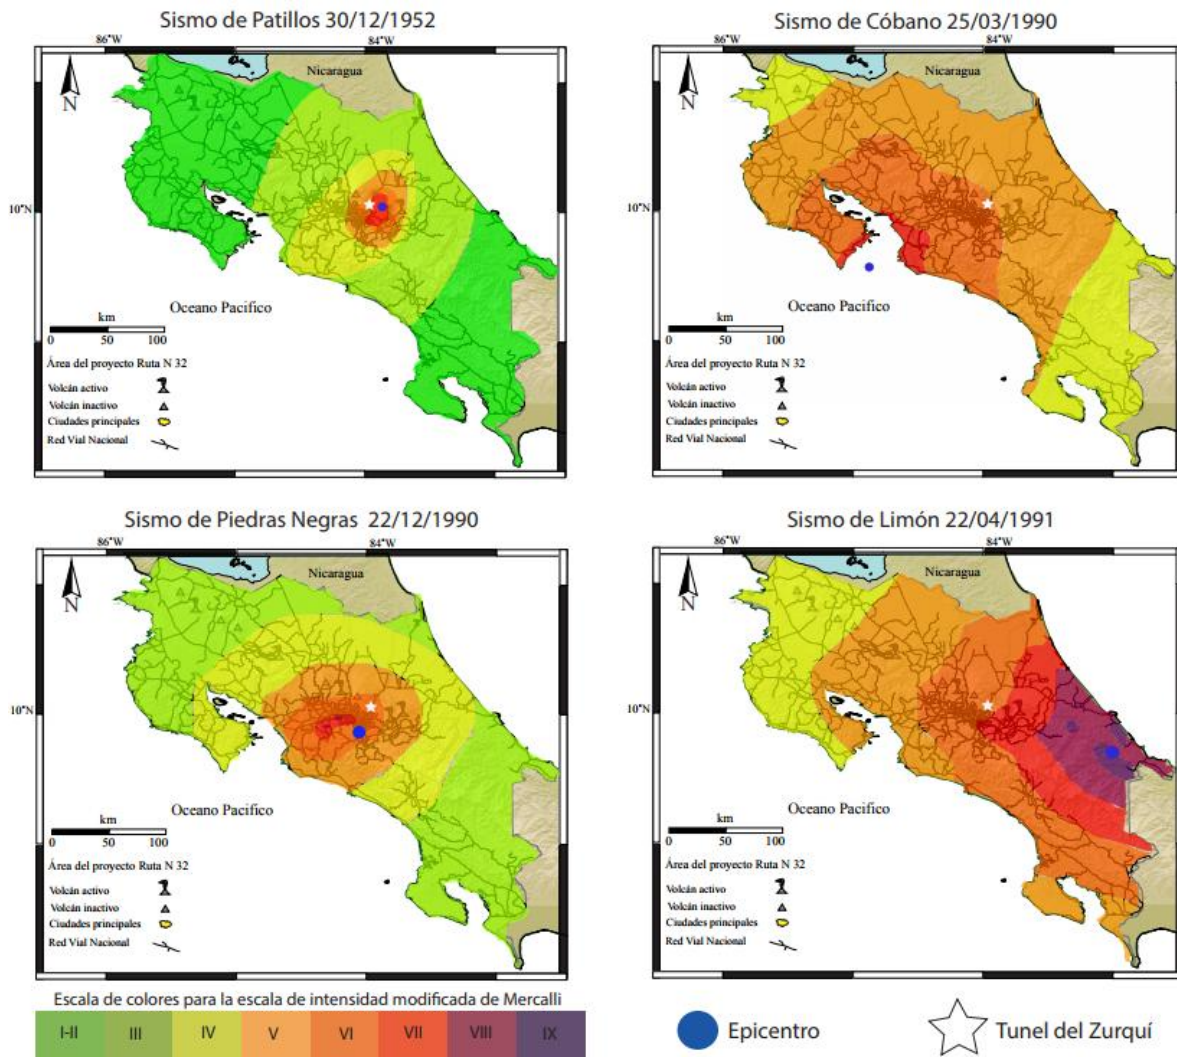 Sismo de Patillos 30/12/1952
86°W
84°W
Nicaragua
N
10°N
Oceano Pacifico
km
0 50 100
Área del proyecto Ruta N 32
Volcán activo
Volcán inactivo
Ciudades principales
Red Vial Nacional
Sismo de Cóbano 25/03/1990
86°W
84°W
Nicaragua
N
10°N
Oceano Pacifico
km
0 50 100
Área del proyecto Ruta N 32
Volcán activo
Volcán inactivo
Ciudades principales
Red Vial Nacional
Sismo de Piedras Negras 22/12/1990
86°W
84°W
Nicaragua
N
10°N
Oceano Pacifico
km
0 50 100
Área del proyecto Ruta N 32
Volcán activo
Volcán inactivo
Ciudades principales
Red Vial Nacional
Sismo de Limón 22/04/1991
86°W
84°W
Nicaragua
N
10°N
Oceano Pacifico
km
0 50 100
Área del proyecto Ruta N 32
Volcán activo
Volcán inactivo
Ciudades principales
Red Vial Nacional
Escala de colores para la escala de intensidad modificada de Mercalli
I-II III IV V VI VII VIII IX
Epicentro
Tunel del Zurquí